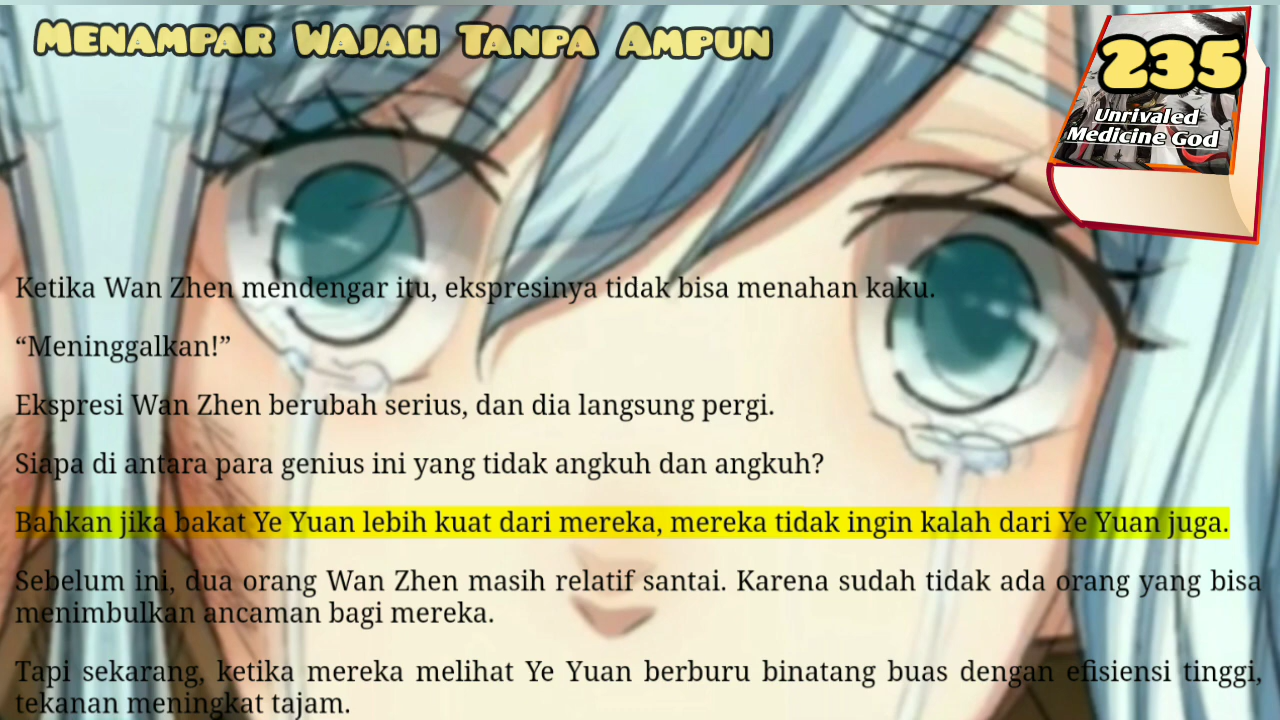 Menampar Wajah Tanpa Ampun
235
Unrivaled
Medicine God
Ketika Wan Zhen mendengar itu, ekspresinya tidak bisa menahan kaku.
“Meninggalkan!”
Ekspresi Wan Zhen berubah serius, dan dia langsung pergi.
Siapa di antara para genius ini yang tidak angkuh dan angkuh?
Bahkan jika bakat Ye Yuan lebih kuat dari mereka, mereka tidak ingin kalah dari Ye Yuan juga.
Sebelum ini, dua orang Wan Zhen masih relatif santai. Karena sudah tidak ada orang yang bisa
menimbulkan ancaman bagi mereka.
Tapi sekarang, ketika mereka melihat Ye Yuan berburu binatang buas dengan efisiensi tinggi,
tekanan meningkat tajam.